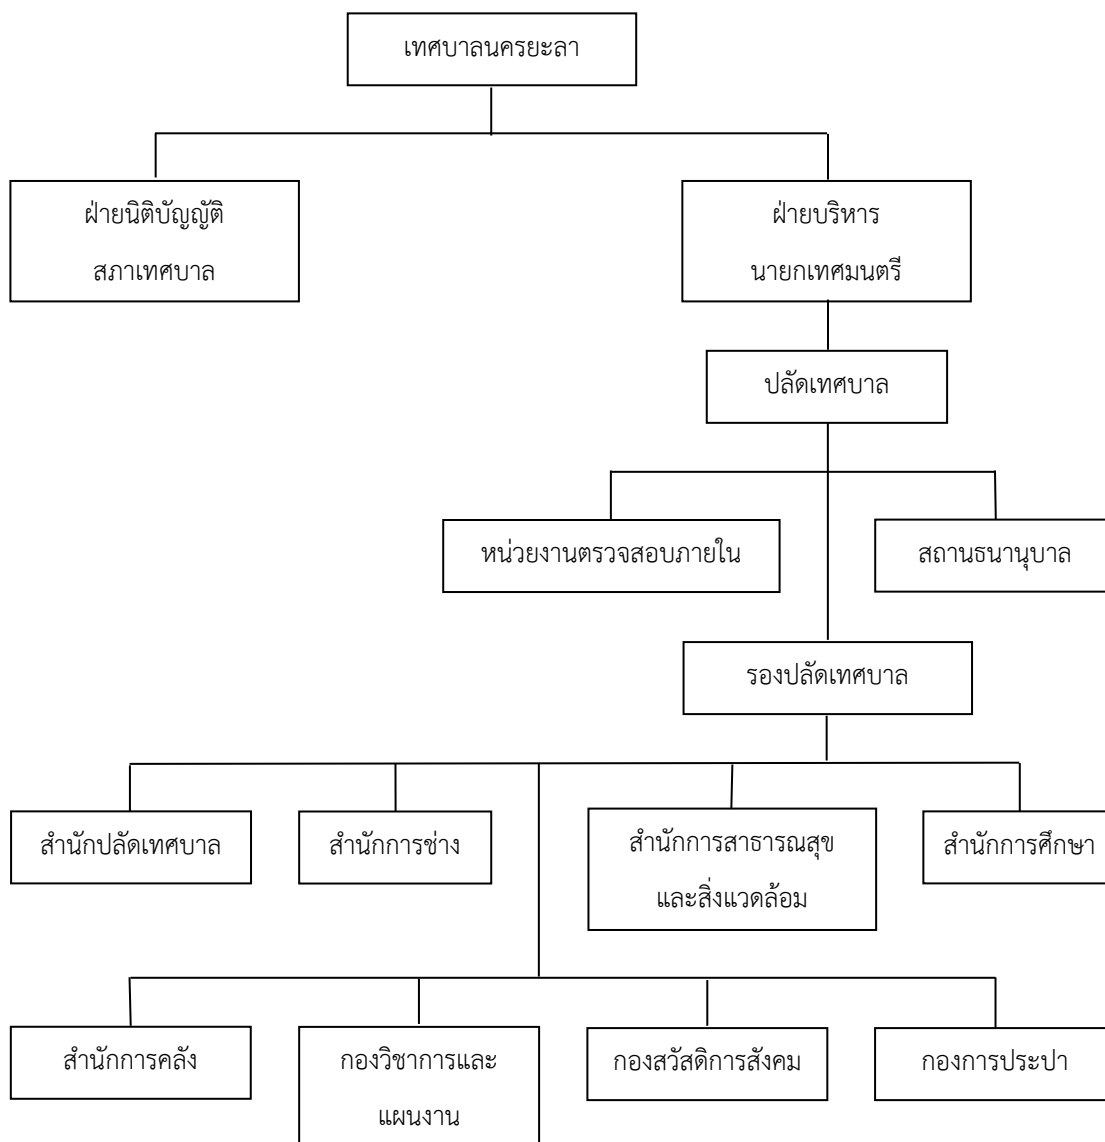 เทศบาลนครยะลา
ฝ่ายนิติบัญญัติ
สภาเทศบาล
ฝ่ายบริหาร
นายกเทศมนตรี
ปลัดเทศบาล
หน่วยงานตรวจสอบภายใน
สถานธนานุบาล
รองปลัดเทศบาล
สำนักปลัดเทศบาล
สำนักการช่าง
สำนักการสาธารณสุข
และสิ่งแวดล้อม
สำนักการศึกษา
สำนักการคลัง
กองวิชาการและ
แผนงาน
กองสวัสดิการสังคม
กองการประปา